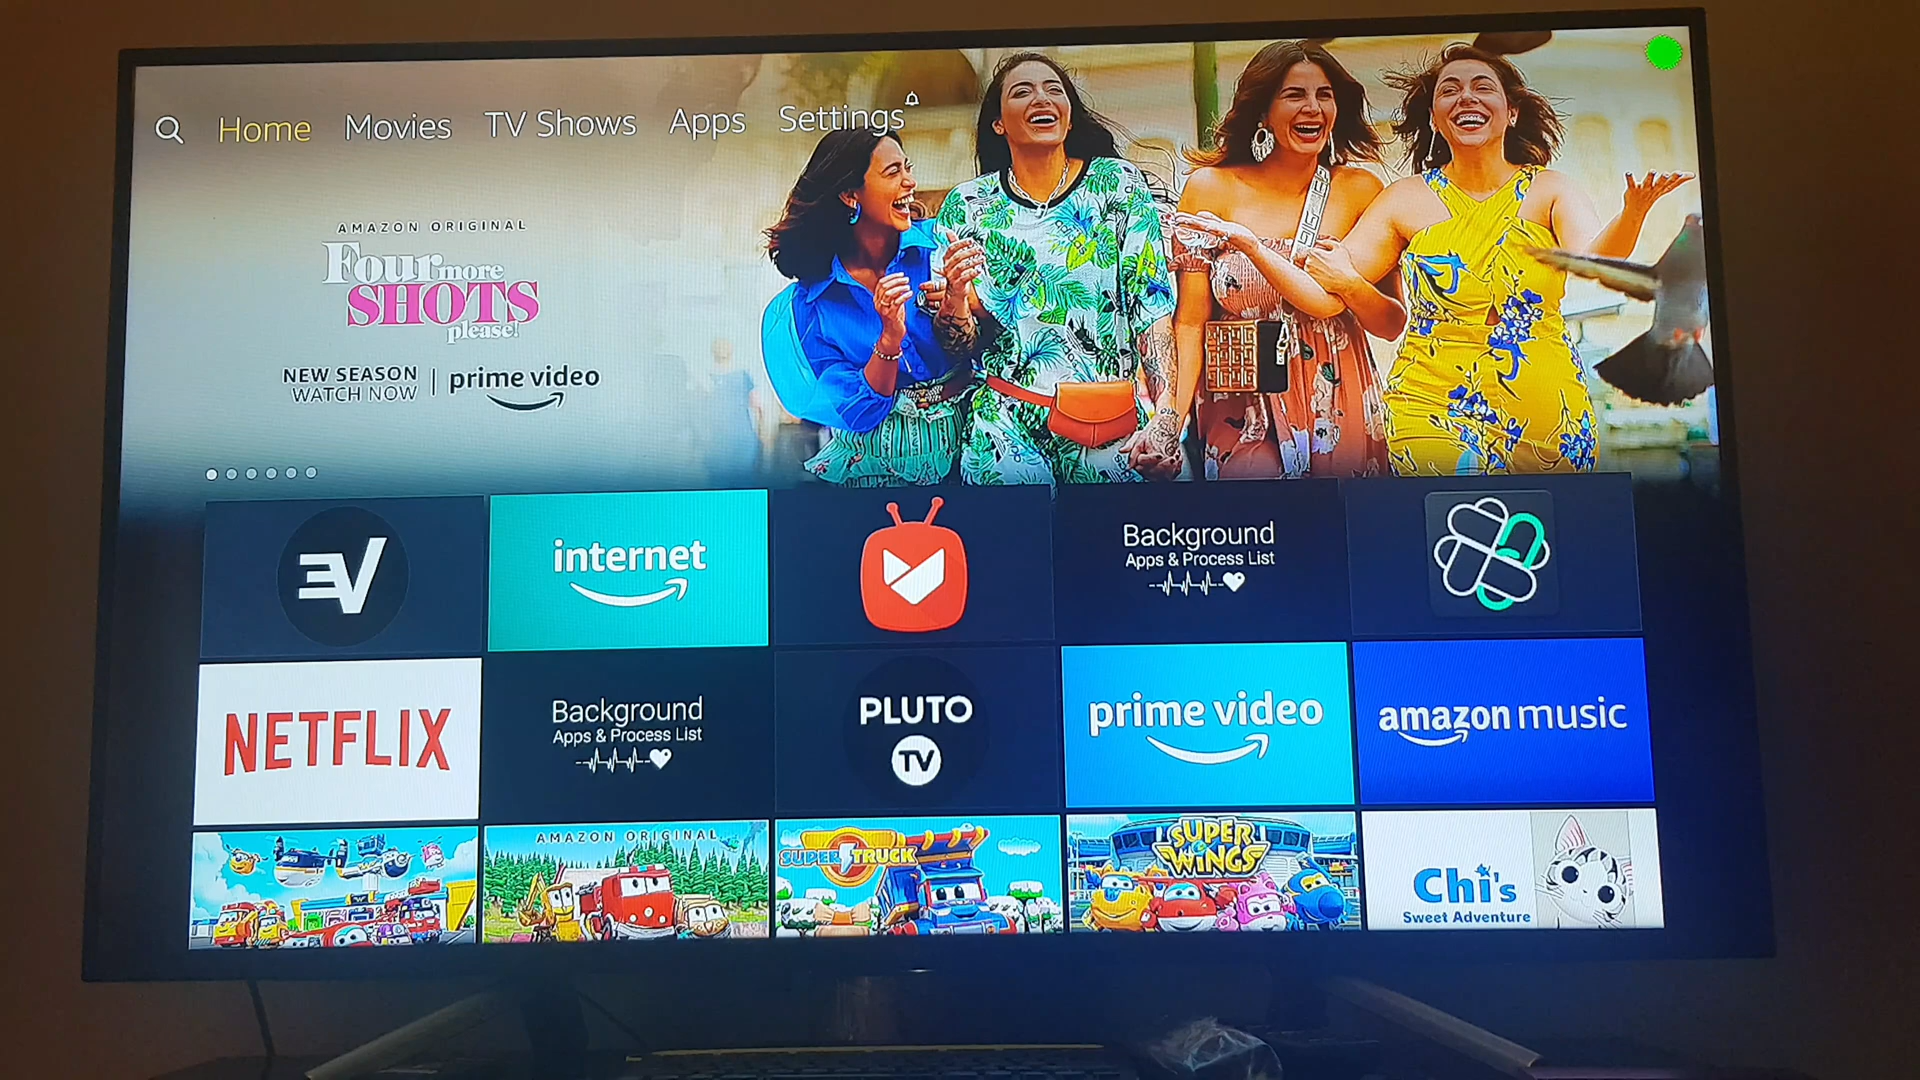 Home Movies TV Shows Apps Settings
AMAZON ORIGINAL
Four more
SHOTS
please!
NEW SEASON
WATCH NOW
prime video
EV
internet
Background
Apps & Process List
NETFLIX
Background
Apps & Process List
PLUTO
TV
prime video
amazon music
AMAZON ORIGINAL
SUPER TRUCK
SUPER
WINGS
Chi's
Sweet Adventure